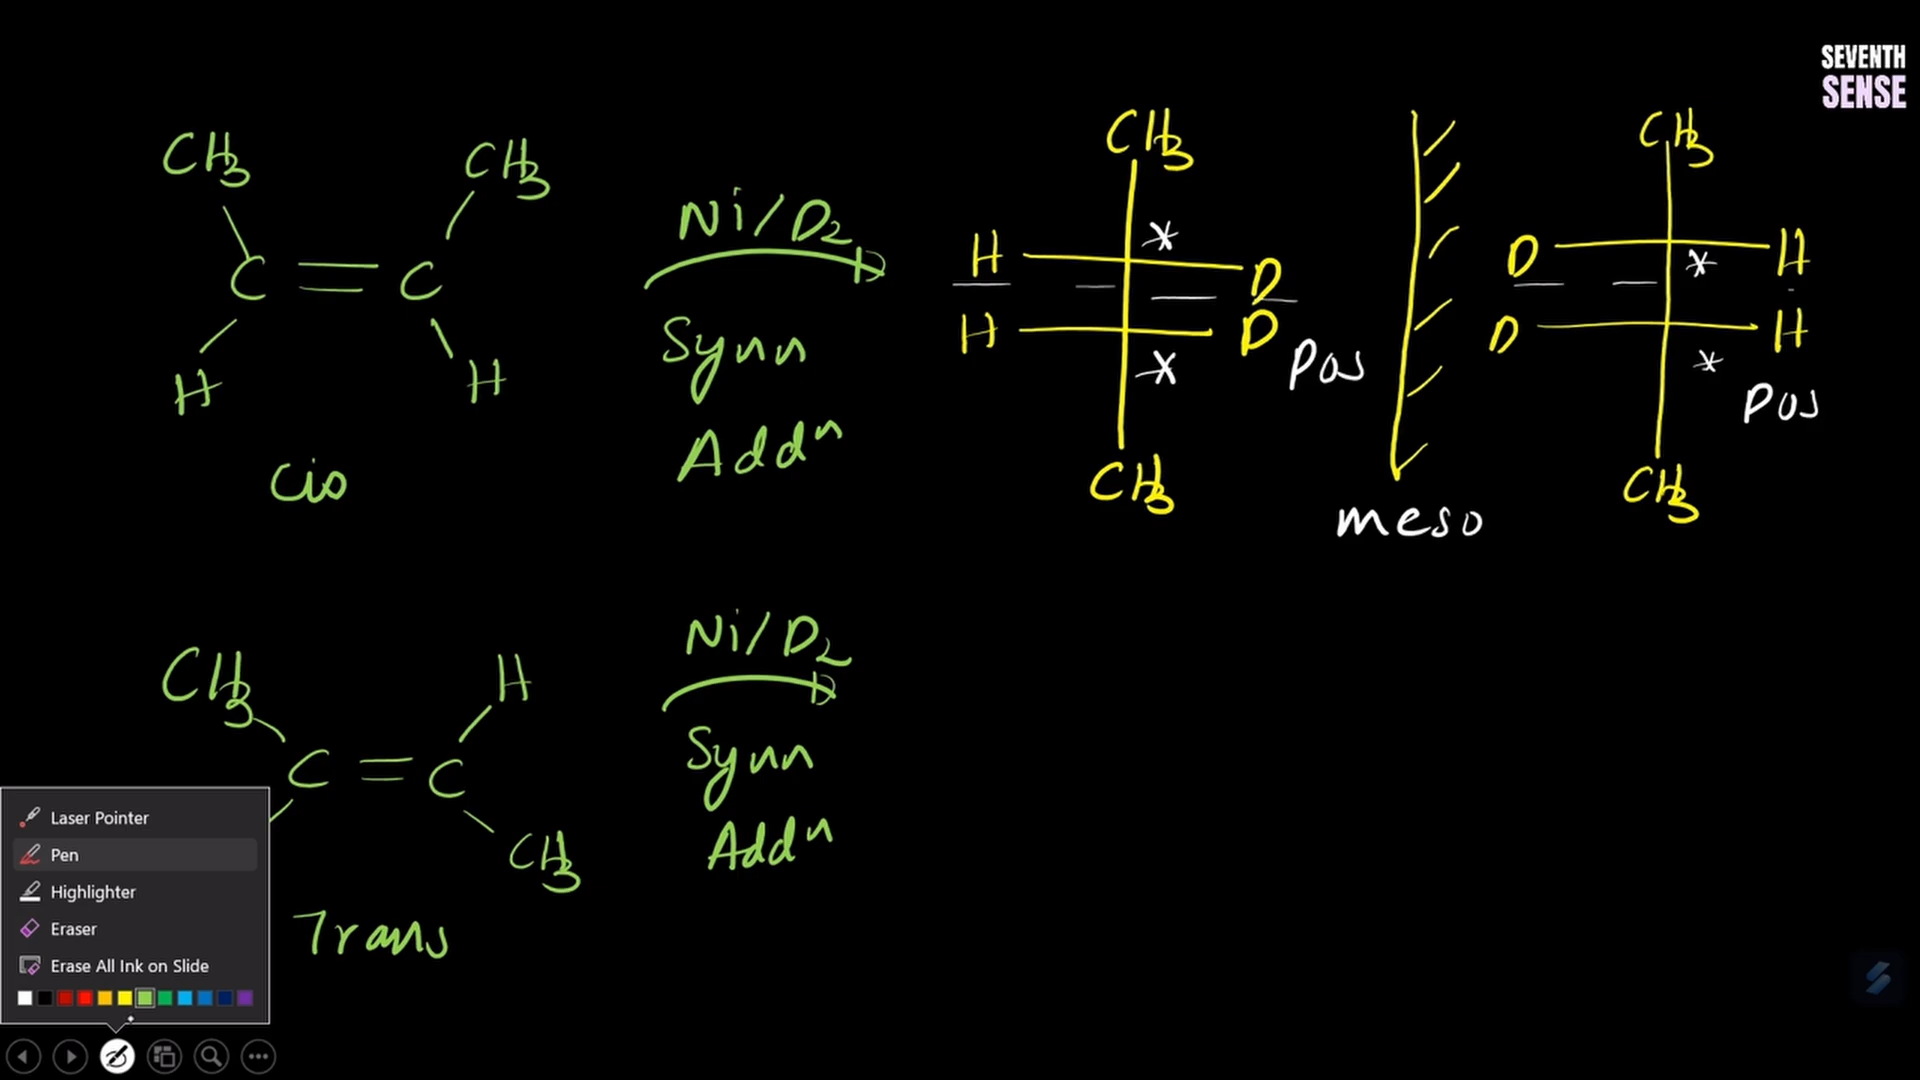 SEVENTH
SENSE
CH3 CH3
C = C
H H
cis
Ni/D2
Synn
Addn
CH3
H * D
H * D
CH3
POS
meso
CH3
D * H
D * H
CH3
POS
CH3 H
C = C
CH3
Trans
Ni/D2
Synn
Addn
Laser Pointer
Pen
Highlighter
Eraser
Erase All Ink on Slide